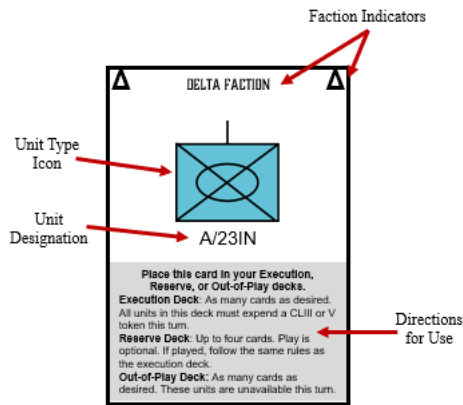 Faction Indicators
Δ DELTA FACTION Δ
Unit Type
Icon
Unit
Designation
A/23IN
Place this card in your Execution,
Reserve, or Out-of-Play decks.
Execution Deck: As many cards as desired.
All units in this deck must expend a CLIII or V
token this turn.
Reserve Deck: Up to four cards. Play is
optional. If played, follow the same rules as
the execution deck.
Out-of-Play Deck: As many cards as
desired. These units are unavailable this turn.
Directions
for Use